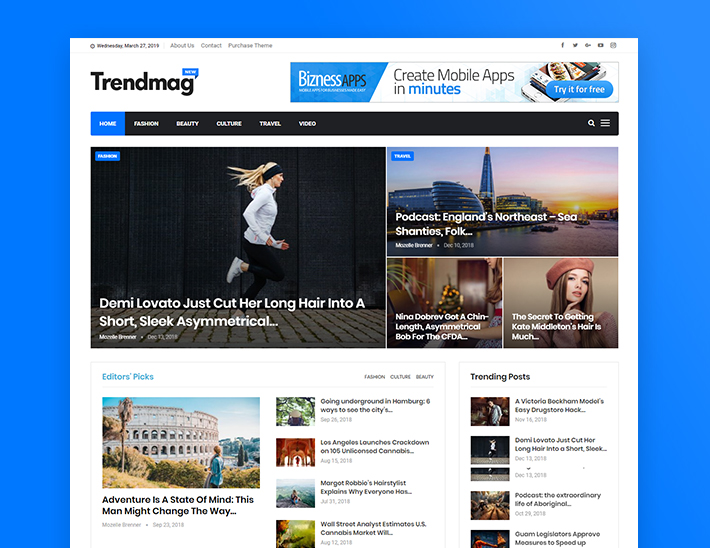 Wednesday, March 27, 2019
About Us
Contact
Purchase Theme
Trendmag
NEW
BiznessAPPS
MOBILE APPS FOR BUSINESSES MADE EASY
Create Mobile Apps
in minutes
Try it for free
HOME
FASHION
BEAUTY
CULTURE
TRAVEL
VIDEO
FASHION
Demi Lovato Just Cut Her Long Hair Into A
Short, Sleek Asymmetrical...
Mozelle Brenner • Dec 13, 2018
TRAVEL
Podcast: England's Northeast – Sea
Shanties, Folk...
Mozelle Brenner • Dec 10, 2018
Nina Dobrev Got A Chin-
Length, Asymmetrical
Bob For The CFDA...
The Secret To Getting
Kate Middleton's Hair Is
Much...
Editors' Picks
FASHION
CULTURE
BEAUTY
Adventure Is A State Of Mind: This
Man Might Change The Way...
Mozelle Brenner • Sep 23, 2018
Going underground in Hamburg: 6
ways to see the city's...
Sep 26, 2018
Los Angeles Launches Crackdown
on 105 Unlicensed Cannabis...
Aug 15, 2018
Margot Robbie's Hairstylist
Explains Why Everyone Has...
Jul 31, 2018
Wall Street Analyst Estimates U.S.
Cannabis Market Will...
Aug 12, 2018
Trending Posts
A Victoria Beckham Model's
Easy Drugstore Hack...
Nov 16, 2018
Demi Lovato Just Cut Her
Long Hair Into a Short, Sleek...
Dec 13, 2018
Dec 13, 2018
Podcast: the extraordinary
life of Aboriginal...
Oct 29, 2018
Guam Legislators Approve
Measures to Speed up